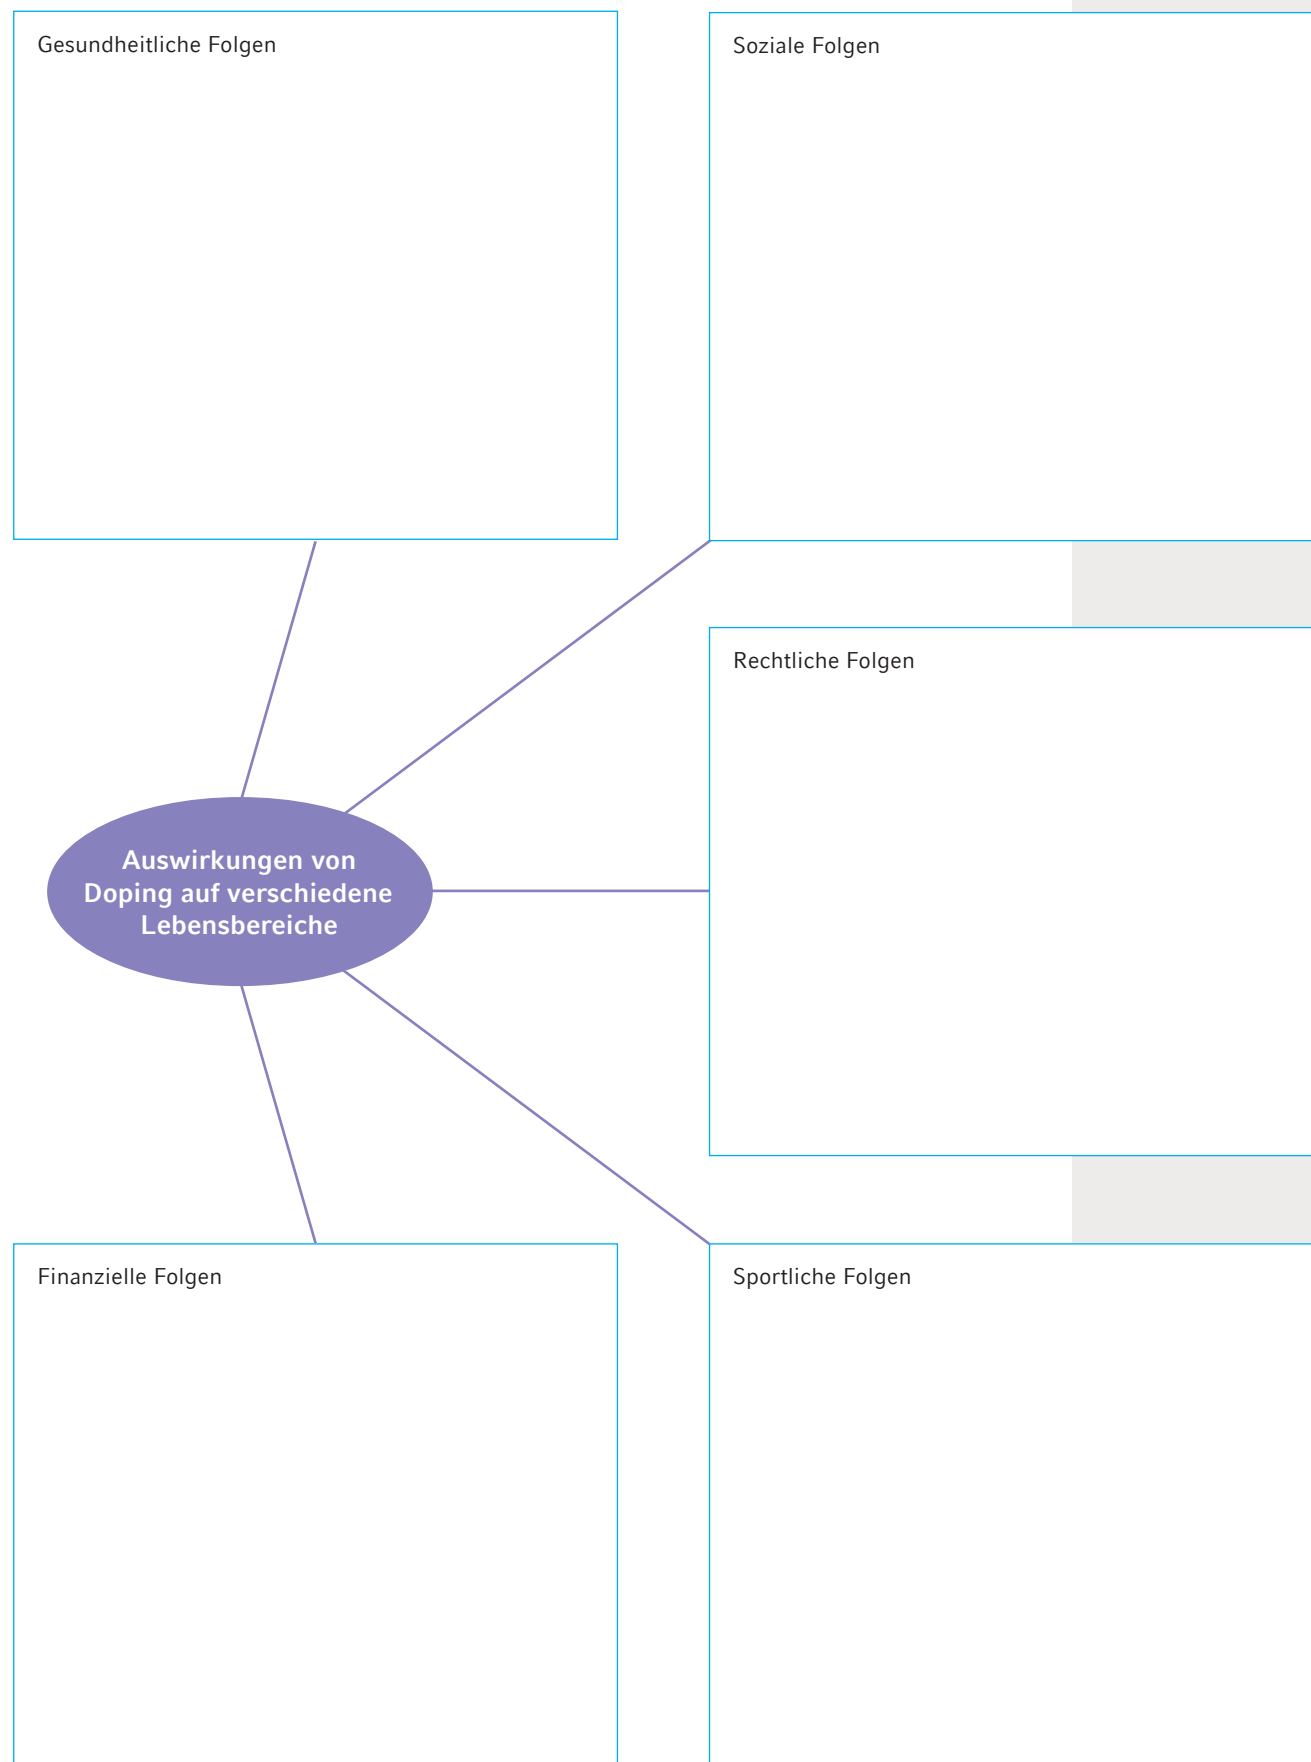 Gesundheitliche Folgen
Soziale Folgen
Rechtliche Folgen
Auswirkungen von
Doping auf verschiedene
Lebensbereiche
Finanzielle Folgen
Sportliche Folgen